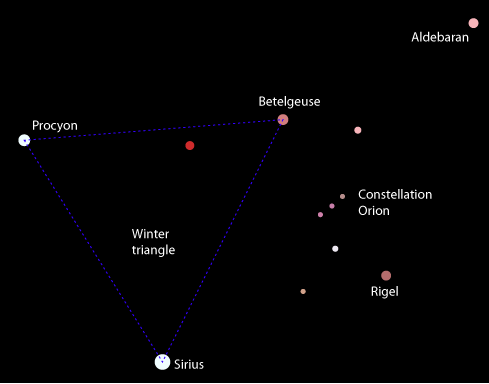 Aldebaran
Betelgeuse
Procyon
Constellation
Orion
Winter
triangle
Rigel
Sirius